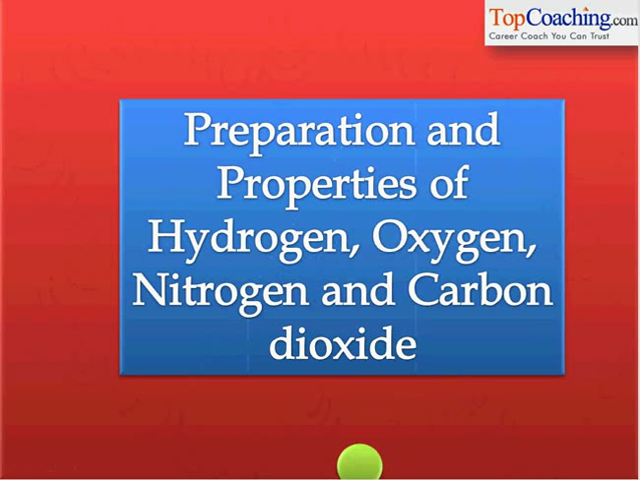 TopCoaching.com
Career Coach You Can Trust
Preparation and
Properties of
Hydrogen, Oxygen,
Nitrogen and Carbon
dioxide